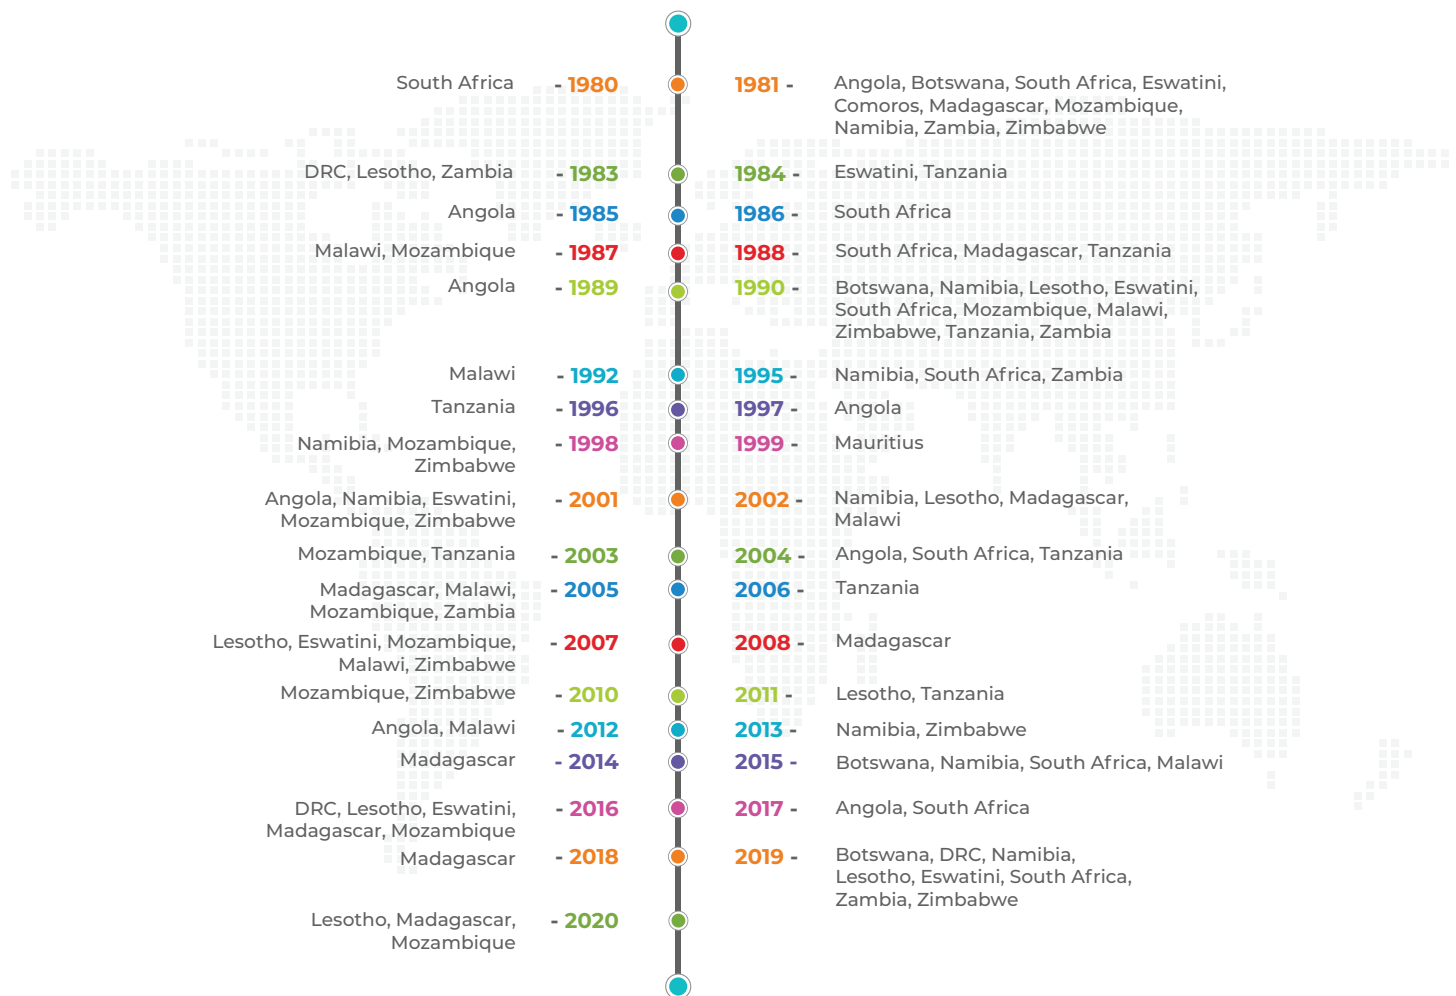 South Africa - 1980
1981 - Angola, Botswana, South Africa, Eswatini,
Comoros, Madagascar, Mozambique,
Namibia, Zambia, Zimbabwe
DRC, Lesotho, Zambia - 1983
1984 - Eswatini, Tanzania
Angola - 1985
1986 - South Africa
Malawi, Mozambique - 1987
1988 - South Africa, Madagascar, Tanzania
Angola - 1989
1990 - Botswana, Namibia, Lesotho, Eswatini,
South Africa, Mozambique, Malawi,
Zimbabwe, Tanzania, Zambia
Malawi - 1992
1995 - Namibia, South Africa, Zambia
Tanzania - 1996
1997 - Angola
Namibia, Mozambique, - 1998
Zimbabwe
1999 - Mauritius
Angola, Namibia, Eswatini, - 2001
Mozambique, Zimbabwe
2002 - Namibia, Lesotho, Madagascar,
Malawi
Mozambique, Tanzania - 2003
2004 - Angola, South Africa, Tanzania
Madagascar, Malawi, - 2005
Mozambique, Zambia
2006 - Tanzania
Lesotho, Eswatini, Mozambique, - 2007
Malawi, Zimbabwe
2008 - Madagascar
Mozambique, Zimbabwe - 2010
2011 - Lesotho, Tanzania
Angola, Malawi - 2012
2013 - Namibia, Zimbabwe
Madagascar - 2014
2015 - Botswana, Namibia, South Africa, Malawi
DRC, Lesotho, Eswatini, - 2016
Madagascar, Mozambique
2017 - Angola, South Africa
Madagascar - 2018
2019 - Botswana, DRC, Namibia,
Lesotho, Eswatini, South Africa,
Zambia, Zimbabwe
Lesotho, Madagascar, - 2020
Mozambique